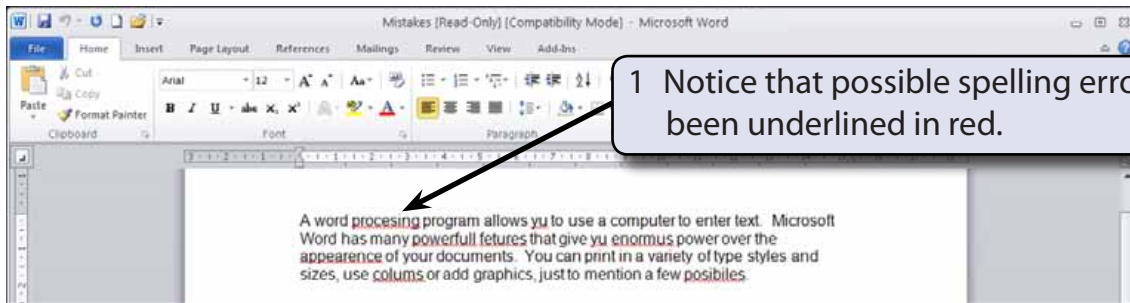 Mistakes [Read-Only] [Compatibility Mode] - Microsoft Word
File Home Insert Page Layout References Mailings Review View Add-Ins
Cut
Copy
Format Painter
Paste
Arial 12
Clipboard Font Paragraph
1 Notice that possible spelling erro
been underlined in red.
A word procesing program allows yu to use a computer to enter text. Microsoft
Word has many powerfull fetures that give yu enormus power over the
appearence of your documents. You can print in a variety of type styles and
sizes, use colums or add graphics, just to mention a few posibiles.